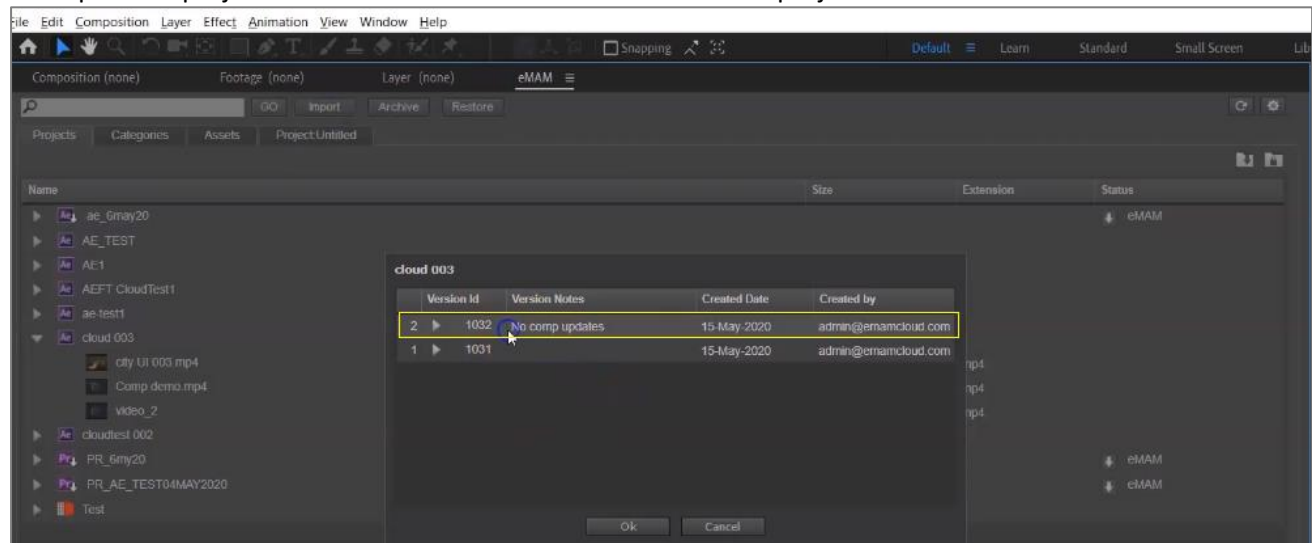 File Edit Composition Layer Effect Animation View Window Help
Snapping Default Learn Standard Small Screen
Composition (none) Footage (none) Layer (none) eMAM
GO Import Archive Restore
Projects Categories Assets Project:Untitled
Name Size Extension Status
ae_6may20 eMAM
AE_TEST
AE1
AEFT CloudTest1
ae-test1
cloud 003
city UI 003.mp4 mp4
Comp demo.mp4 mp4
video_2 mp4
cloudtest 002
PR_6my20 eMAM
PR_AE_TEST04MAY2020 eMAM
Test
cloud 003
Version Id Version Notes Created Date Created by
2 1032 No comp updates 15-May-2020 admin@emamcloud.com
1 1031 15-May-2020 admin@emamcloud.com
Ok Cancel